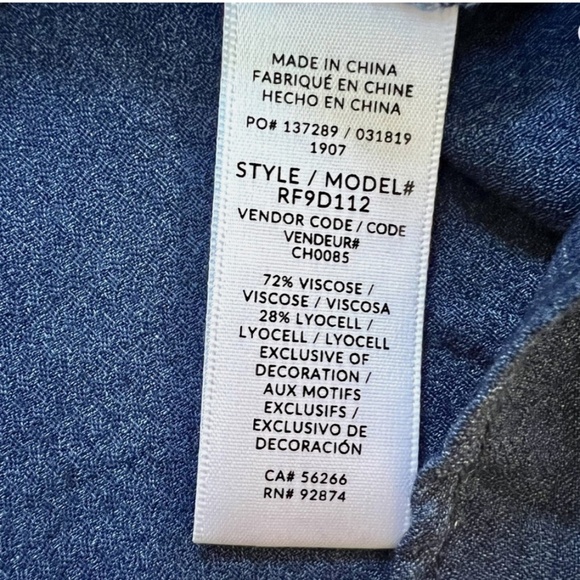 MADE IN CHINA
FABRIQUÉ EN CHINE
HECHO EN CHINA
PO# 137289 / 031819
1907
STYLE / MODEL#
RF9D112
VENDOR CODE / CODE
VENDEUR#
CH0085
72% VISCOSE /
VISCOSE / VISCOSA
28% LYOCELL /
LYOCELL / LYOCELL
EXCLUSIVE OF
DECORATION /
AUX MOTIFS
EXCLUSIFS /
EXCLUSIVO DE
DECORACIÓN
CA# 56266
RN# 92874